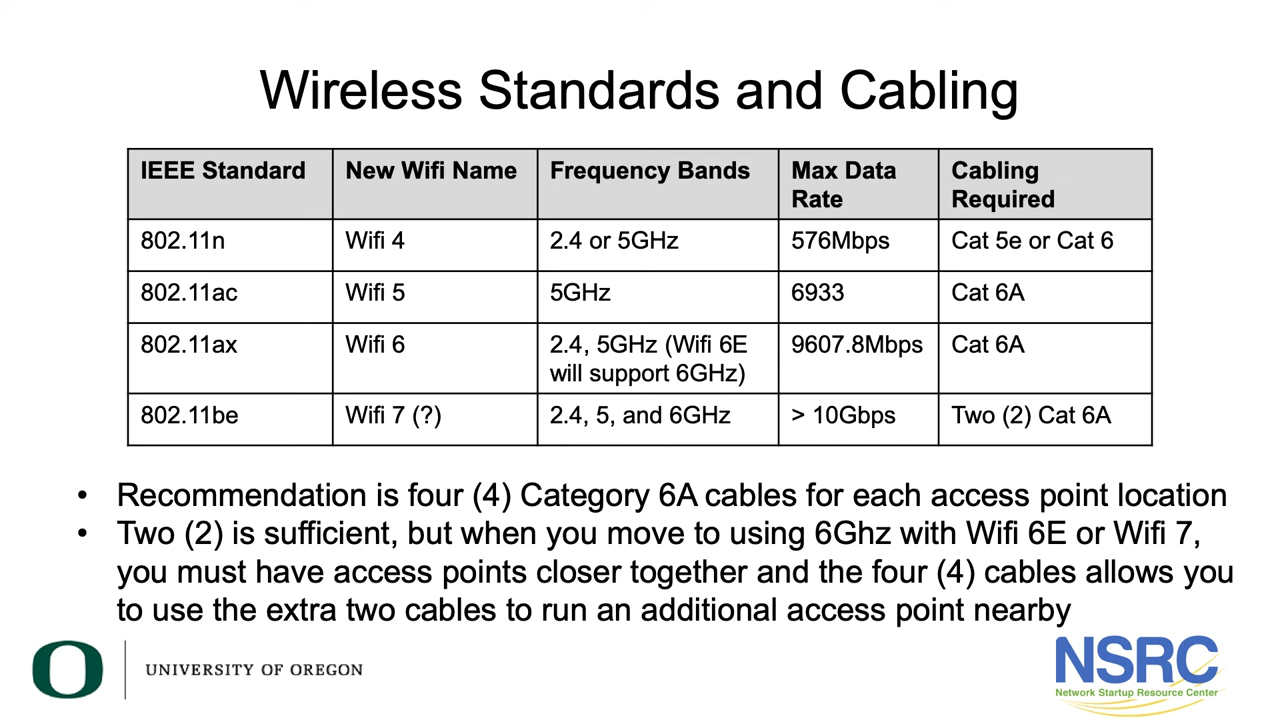 Wireless Standards and Cabling
IEEE Standard New Wifi Name Frequency Bands Max Data Rate Cabling Required
802.11n Wifi 4 2.4 or 5GHz 576Mbps Cat 5e or Cat 6
802.11ac Wifi 5 5GHz 6933 Cat 6A
802.11ax Wifi 6 2.4, 5GHz (Wifi 6E will support 6GHz) 9607.8Mbps Cat 6A
802.11be Wifi 7 (?) 2.4, 5, and 6GHz > 10Gbps Two (2) Cat 6A
• Recommendation is four (4) Category 6A cables for each access point location
• Two (2) is sufficient, but when you move to using 6Ghz with Wifi 6E or Wifi 7,
you must have access points closer together and the four (4) cables allows you
to use the extra two cables to run an additional access point nearby
O UNIVERSITY OF OREGON
NSRC
Network Startup Resource Center